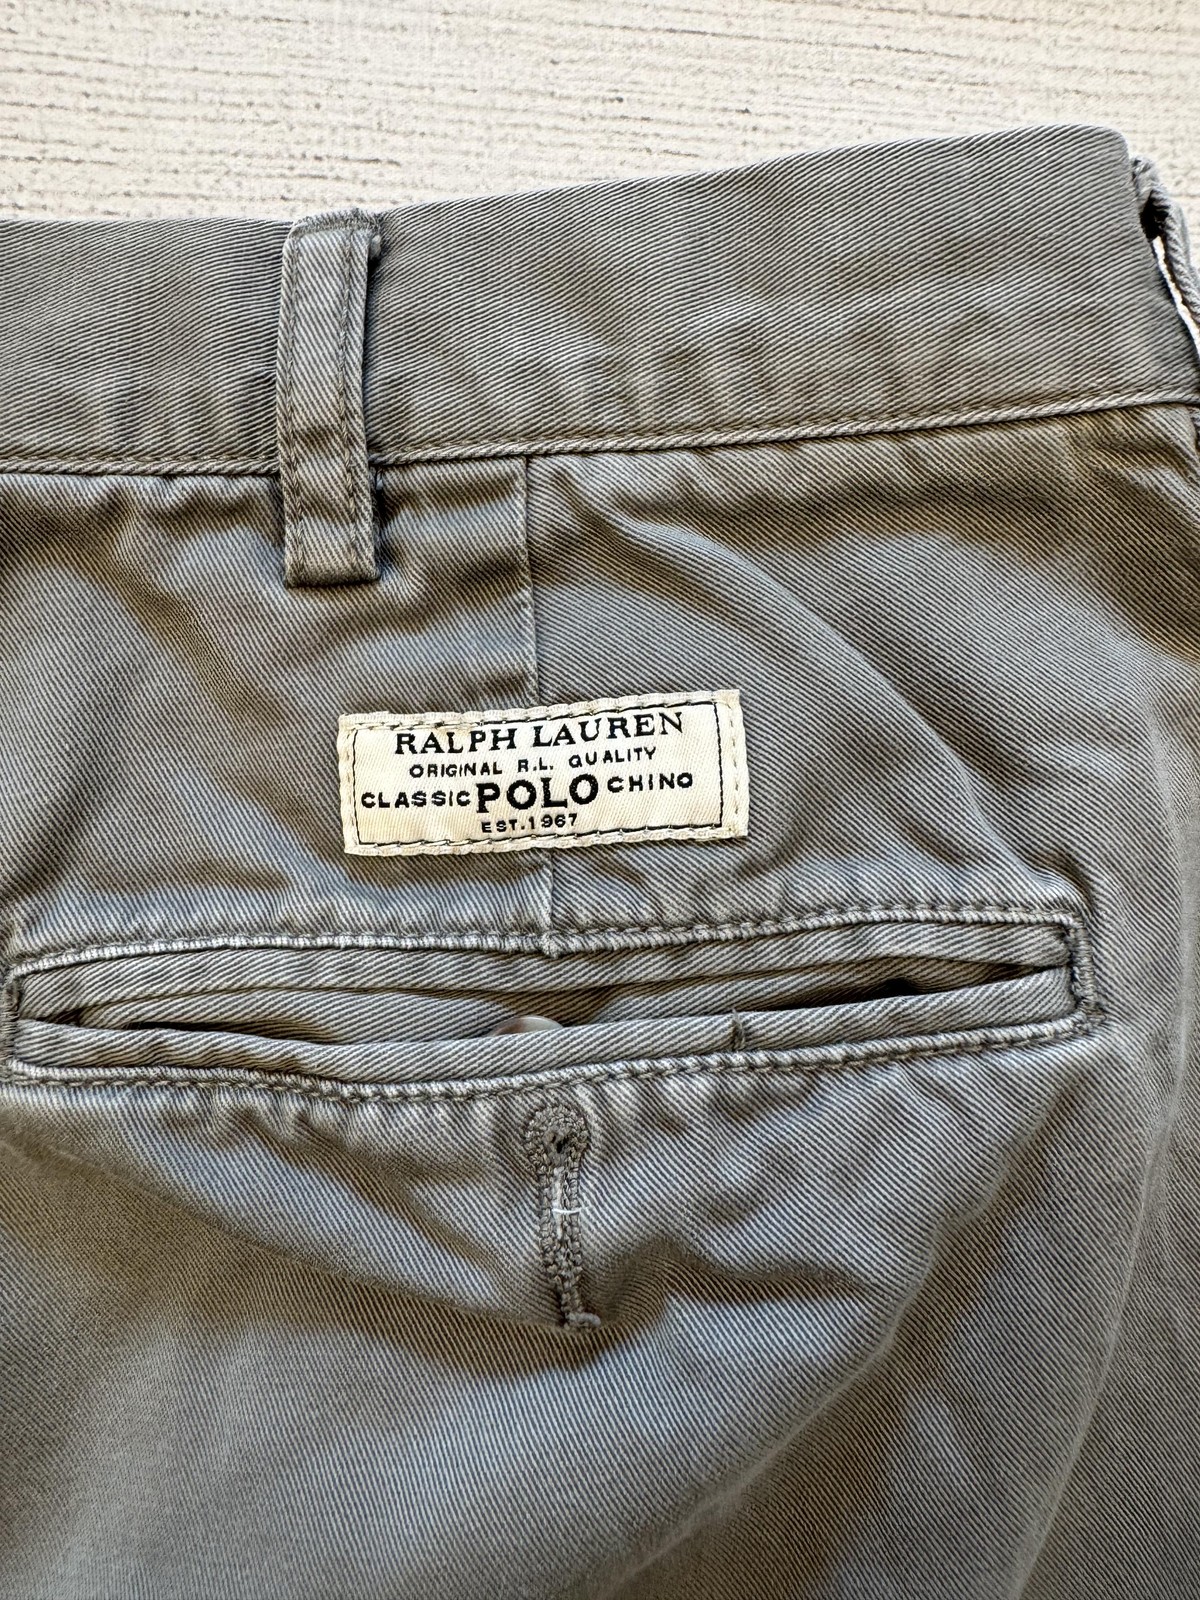 RALPH LAUREN
ORIGINAL R.L. QUALITY
CLASSIC POLO CHINO
EST.1967